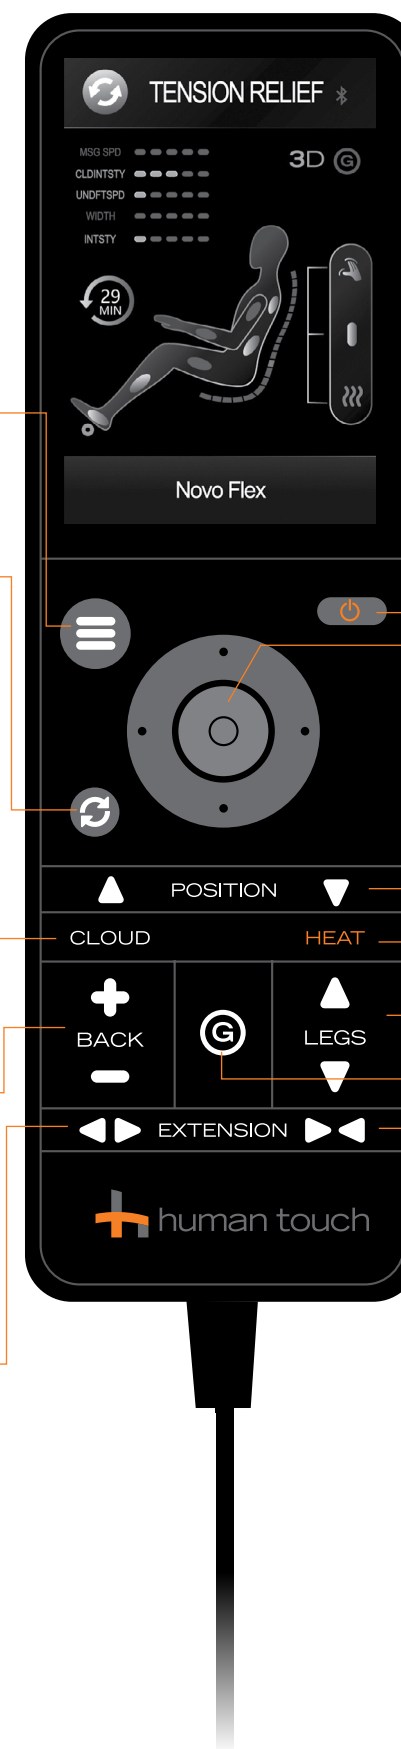 TENSION RELIEF
MSG SPD
3D G
CLDINTSTY
UNDFTSPD
WIDTH
INTSTY
29
MIN
Novo Flex
POSITION
CLOUD HEAT
BACK G LEGS
EXTENSION
human touch